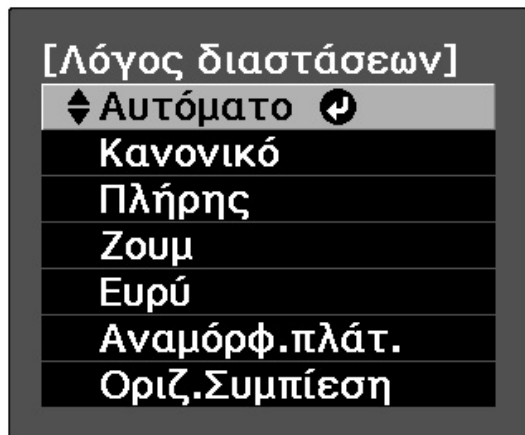 [Λόγος διαστάσεων]
Αυτόματο
Κανονικό
Πλήρης
Ζουμ
Ευρύ
Αναμόρφ.πλάτ.
Οριζ.Συμπίεση